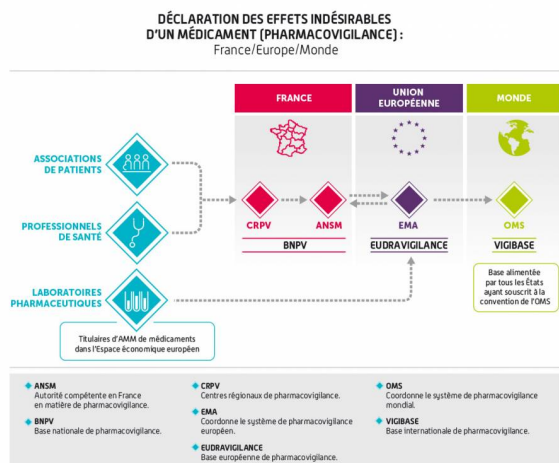 DÉCLARATION DES EFFETS INDÉSIRABLES
D'UN MÉDICAMENT (PHARMACOVIGILANCE) :
France/Europe/Monde
FRANCE
UNION
EUROPÉENNE
MONDE
ASSOCIATIONS
DE PATIENTS
PROFESSIONNELS
DE SANTÉ
CRPV
ANSM
EMA
OMS
BNPV
EUDRAVIGILANCE
VIGIBASE
LABORATOIRES
PHARMACEUTIQUES
Base alimentée
par tous les États
ayant souscrit à la
convention de l'OMS
Titulaires d'AMM de médicaments
dans l'Espace économique européen
ANSM
Autorité compétente en France
en matière de pharmacovigilance.
BNPV
Base nationale de pharmacovigilance.
CRPV
Centres régionaux de pharmacovigilance.
EMA
Coordonne le système de pharmacovigilance
européen.
EUDRAVIGILANCE
Base européenne de pharmacovigilance.
OMS
Coordonne le système de pharmacovigilance
mondial.
VIGIBASE
Base internationale de pharmacovigilance.